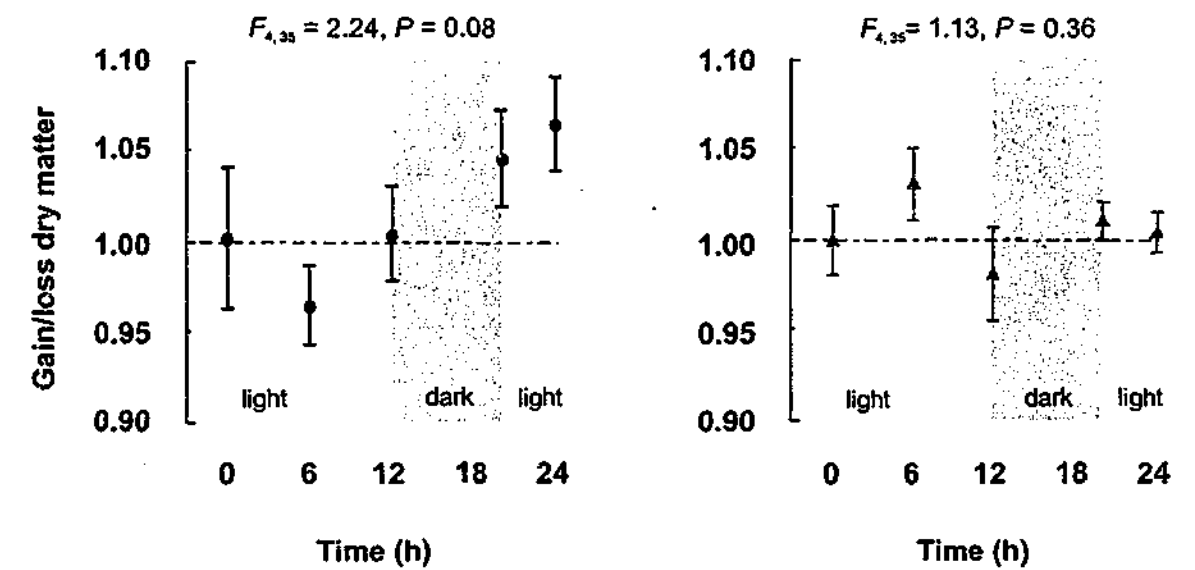 F4,35 = 2.24, P = 0.08
1.10
1.05
1.00
0.95
0.90
Gain/loss dry matter
light
dark
light
0
6
12
18
24
Time (h)
F4,35= 1.13, P = 0.36
1.10
1.05
1.00
0.95
0.90
light
dark
light
0
6
12
18
24
Time (h)